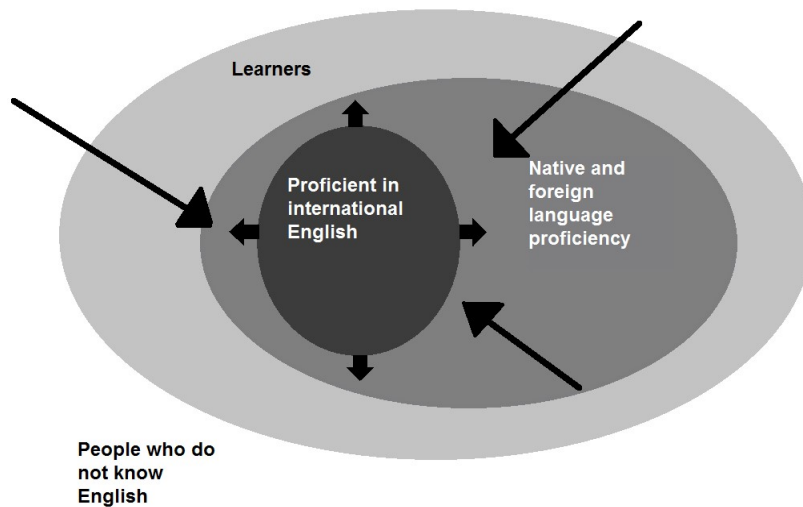 Learners
Proficient in
international
English
Native and
foreign
language
proficiency
People who do
not know
English